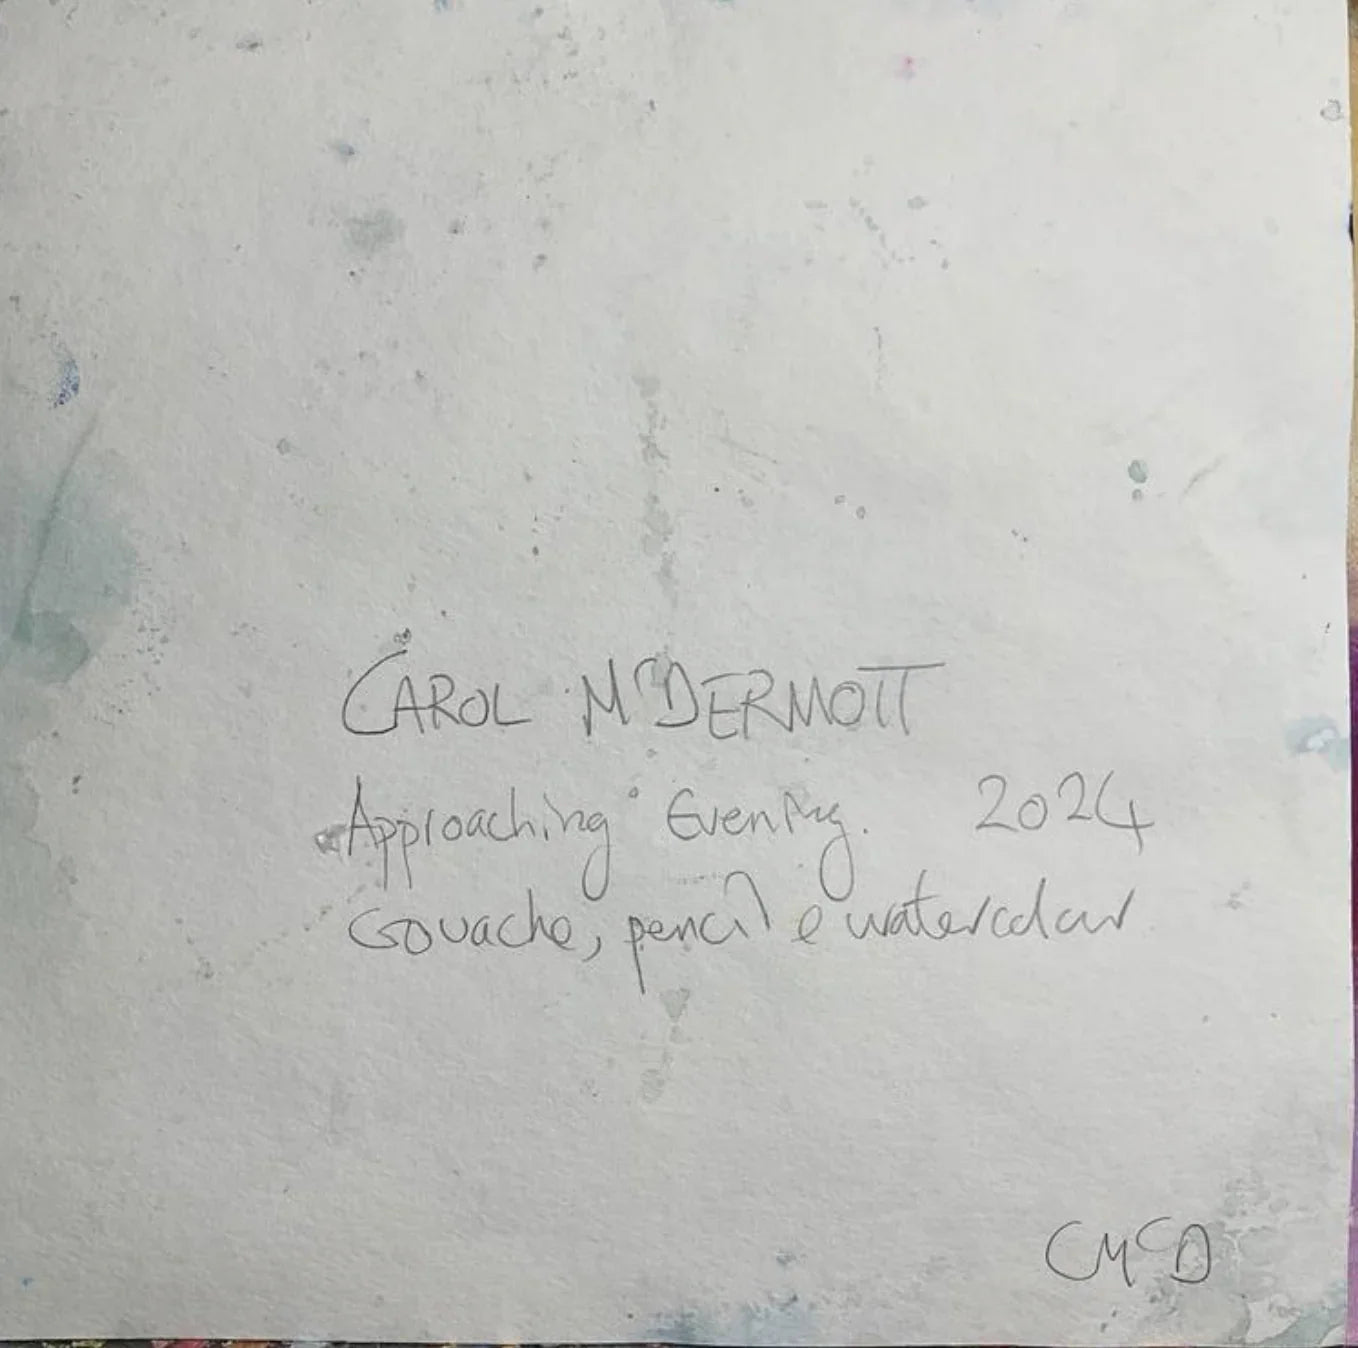 CAROL McDERMOTT
Approaching Evening. 2024
Gouache, pencil & watercolour
CMcD